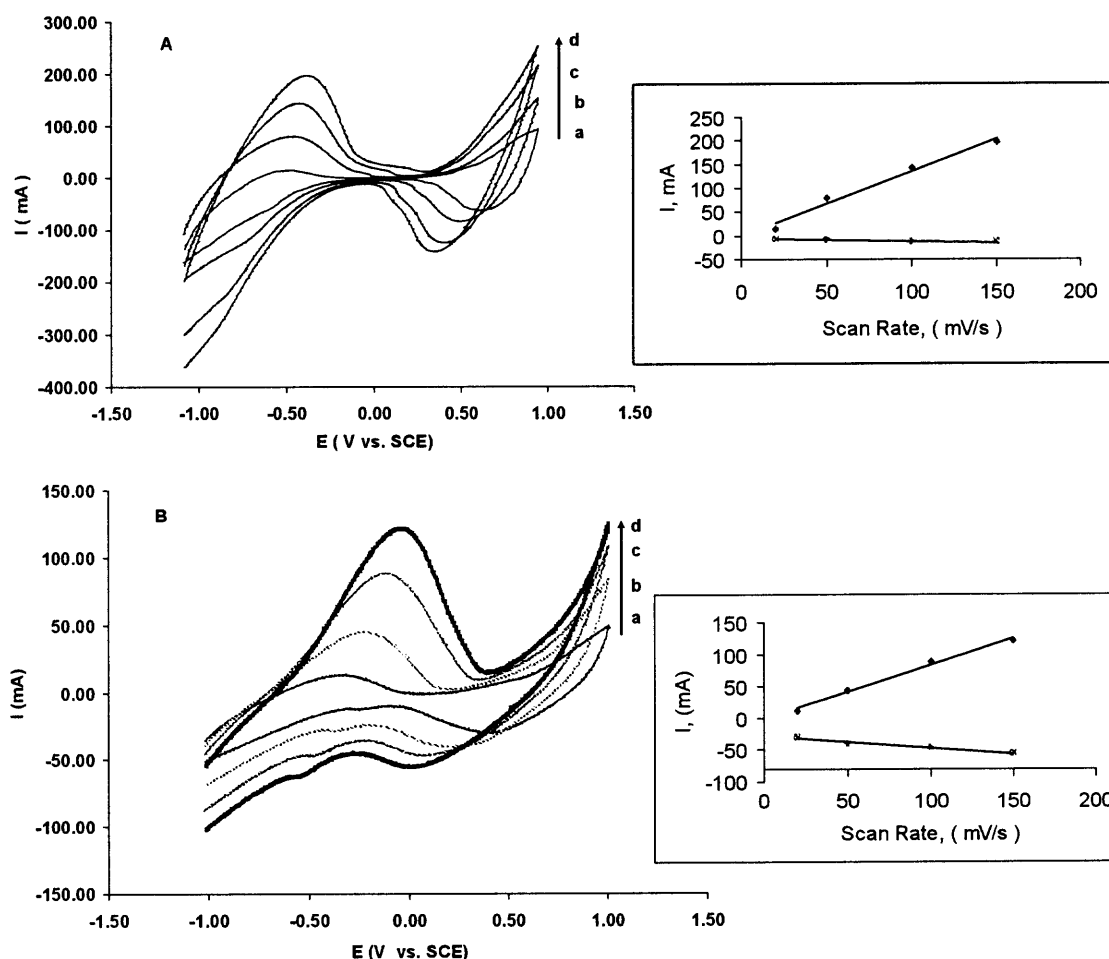 A
I ( mA )
300.00
200.00
100.00
0.00
-100.00
-200.00
-300.00
-400.00
-1.50 -1.00 -0.50 0.00 0.50 1.00 1.50
E ( V vs. SCE)
d
c
b
a
I, mA
250
200
150
100
50
0
-50
0 50 100 150 200
Scan Rate, ( mV/s )
B
I (mA)
150.00
100.00
50.00
0.00
-50.00
-100.00
-150.00
-1.50 -1.00 -0.50 0.00 0.50 1.00 1.50
E (V vs. SCE)
d
c
b
a
I, (mA)
150
100
50
0
-50
-100
0 50 100 150 200
Scan Rate, ( mV/s )